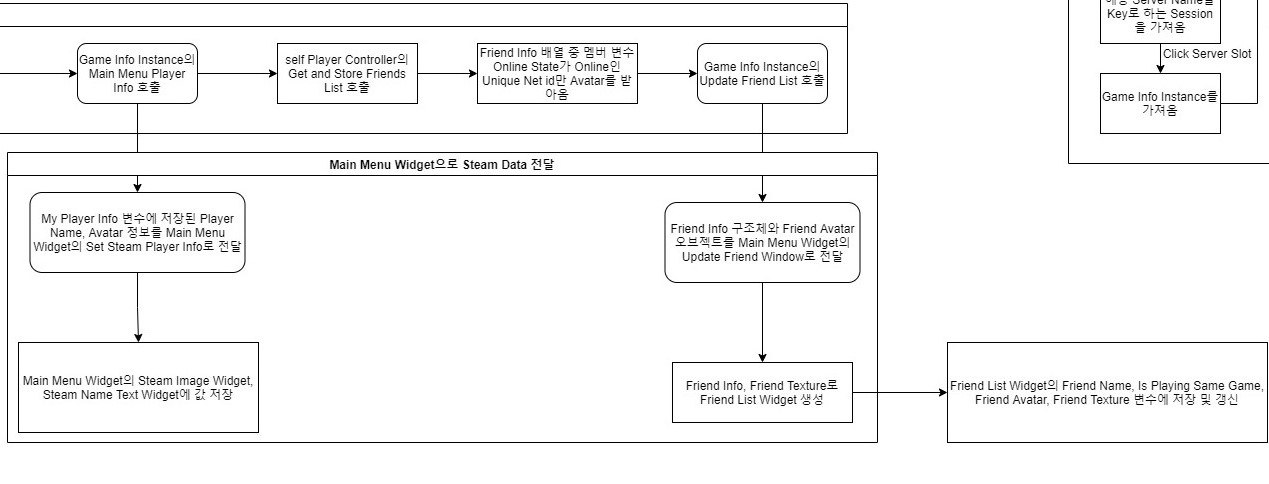 Game Info Instance의
Main Menu Player
Info 호출
self Player Controller의
Get and Store Friends
List 호출
Friend Info 배열 중 멤버 변수
Online State가 Online인
Unique Net id만 Avatar를 받
아옴
Game Info Instance의
Update Friend List 호출
Server Name을
Key로 하는 Session
을 가져옴
Click Server Slot
Game Info Instance를
가져옴
Main Menu Widget으로 Steam Data 전달
My Player Info 변수에 저장된 Player
Name, Avatar 정보를 Main Menu
Widget의 Set Steam Player Info로 전달
Friend Info 구조체와 Friend Avatar
오브젝트를 Main Menu Widget의
Update Friend Window로 전달
Main Menu Widget의 Steam Image Widget,
Steam Name Text Widget에 값 저장
Friend Info, Friend Texture로
Friend List Widget 생성
Friend List Widget의 Friend Name, Is Playing Same Game,
Friend Avatar, Friend Texture 변수에 저장 및 갱신